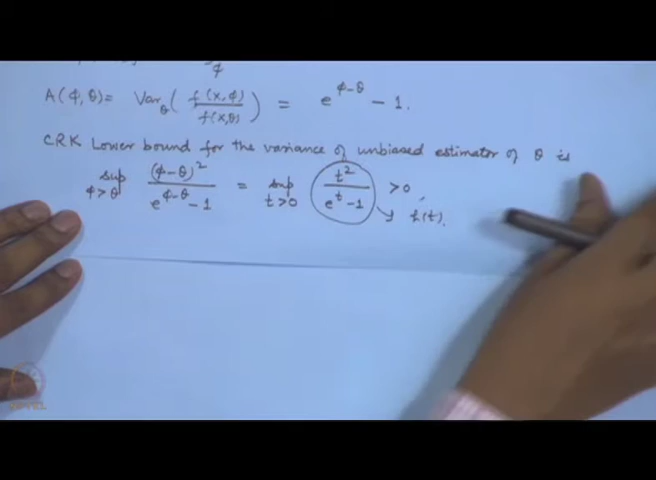 φ
A(φ,θ) = Var_θ ( f(x,φ) / f(x,θ) ) = e^{φ-θ} - 1.
CRK Lower bound for the variance of unbiased estimator of θ is
sup_{φ>θ} (φ-θ)² / (e^{φ-θ} - 1) = sup_{t>0} t² / (e^t - 1) > 0,
→ h(t).